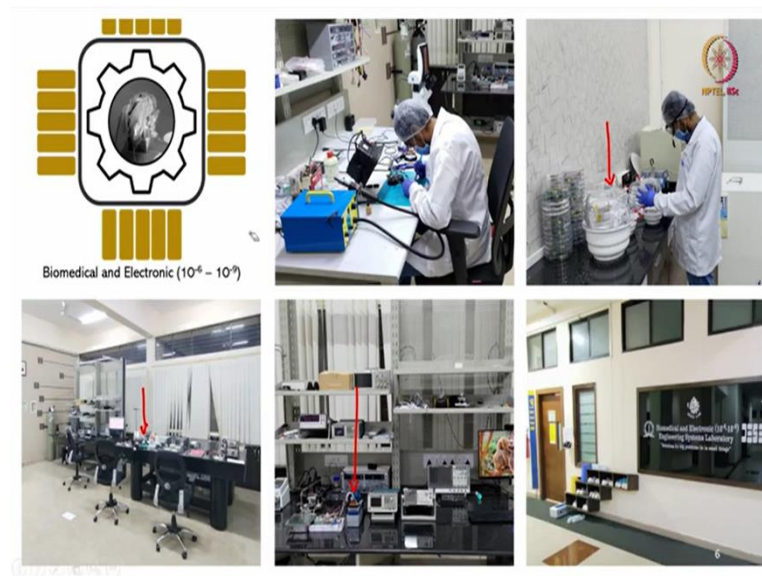 NPTEL IISc
Biomedical and Electronic (10⁻⁶ – 10⁻⁹)
Biomedical and Electronic (10⁻⁶-10⁻⁹)
Engineering Systems Laboratory
6